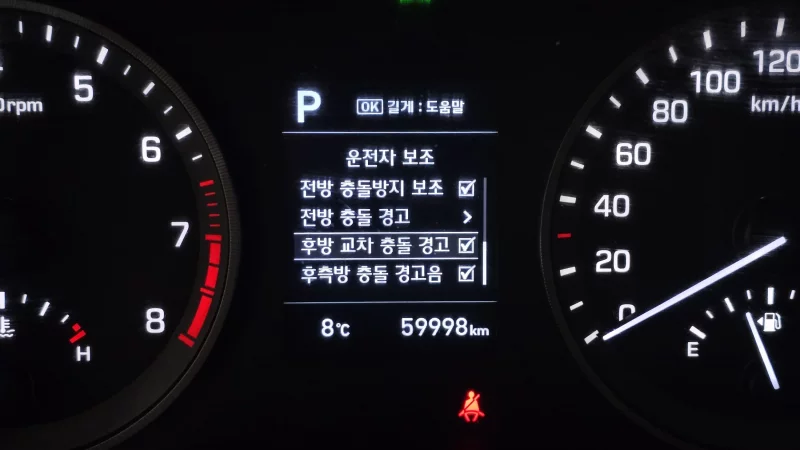 P OK 길게 : 도움말
운전자 보조
전방 충돌방지 보조
전방 충돌 경고
후방 교차 충돌 경고
후측방 충돌 경고음
8°C 59998km
5
6
7
8
rpm
H
0
20
40
60
80
100
120
km/h
E